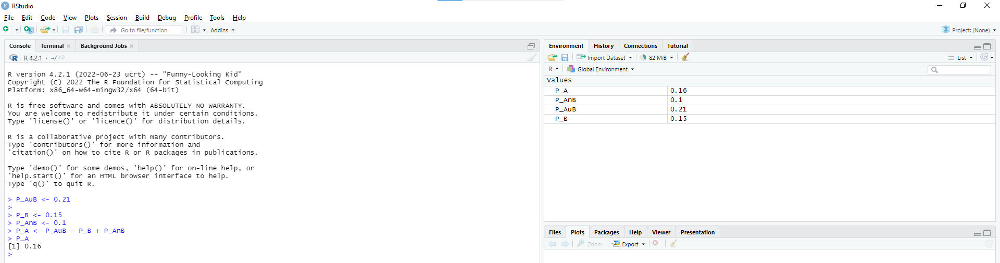 RStudio
File Edit Code View Plots Session Build Debug Profile Tools Help
Go to file/function Addins Project: (None)
Console Terminal Background Jobs
R 4.2.1 · ~/
R version 4.2.1 (2022-06-23 ucrt) -- "Funny-Looking Kid"
Copyright (C) 2022 The R Foundation for Statistical Computing
Platform: x86_64-w64-mingw32/x64 (64-bit)
R is free software and comes with ABSOLUTELY NO WARRANTY.
You are welcome to redistribute it under certain conditions.
Type 'license()' or 'licence()' for distribution details.
R is a collaborative project with many contributors.
Type 'contributors()' for more information and
'citation()' on how to cite R or R packages in publications.
Type 'demo()' for some demos, 'help()' for on-line help, or
'help.start()' for an HTML browser interface to help.
Type 'q()' to quit R.
> P_AuB <- 0.21
>
> P_B <- 0.15
> P_AnB <- 0.1
> P_A <- P_AuB - P_B + P_AnB
> P_A
[1] 0.16
>
Environment History Connections Tutorial
Import Dataset 82 MiB List
R Global Environment
Values
P_A 0.16
P_AnB 0.1
P_AuB 0.21
P_B 0.15
Files Plots Packages Help Viewer Presentation
Zoom Export